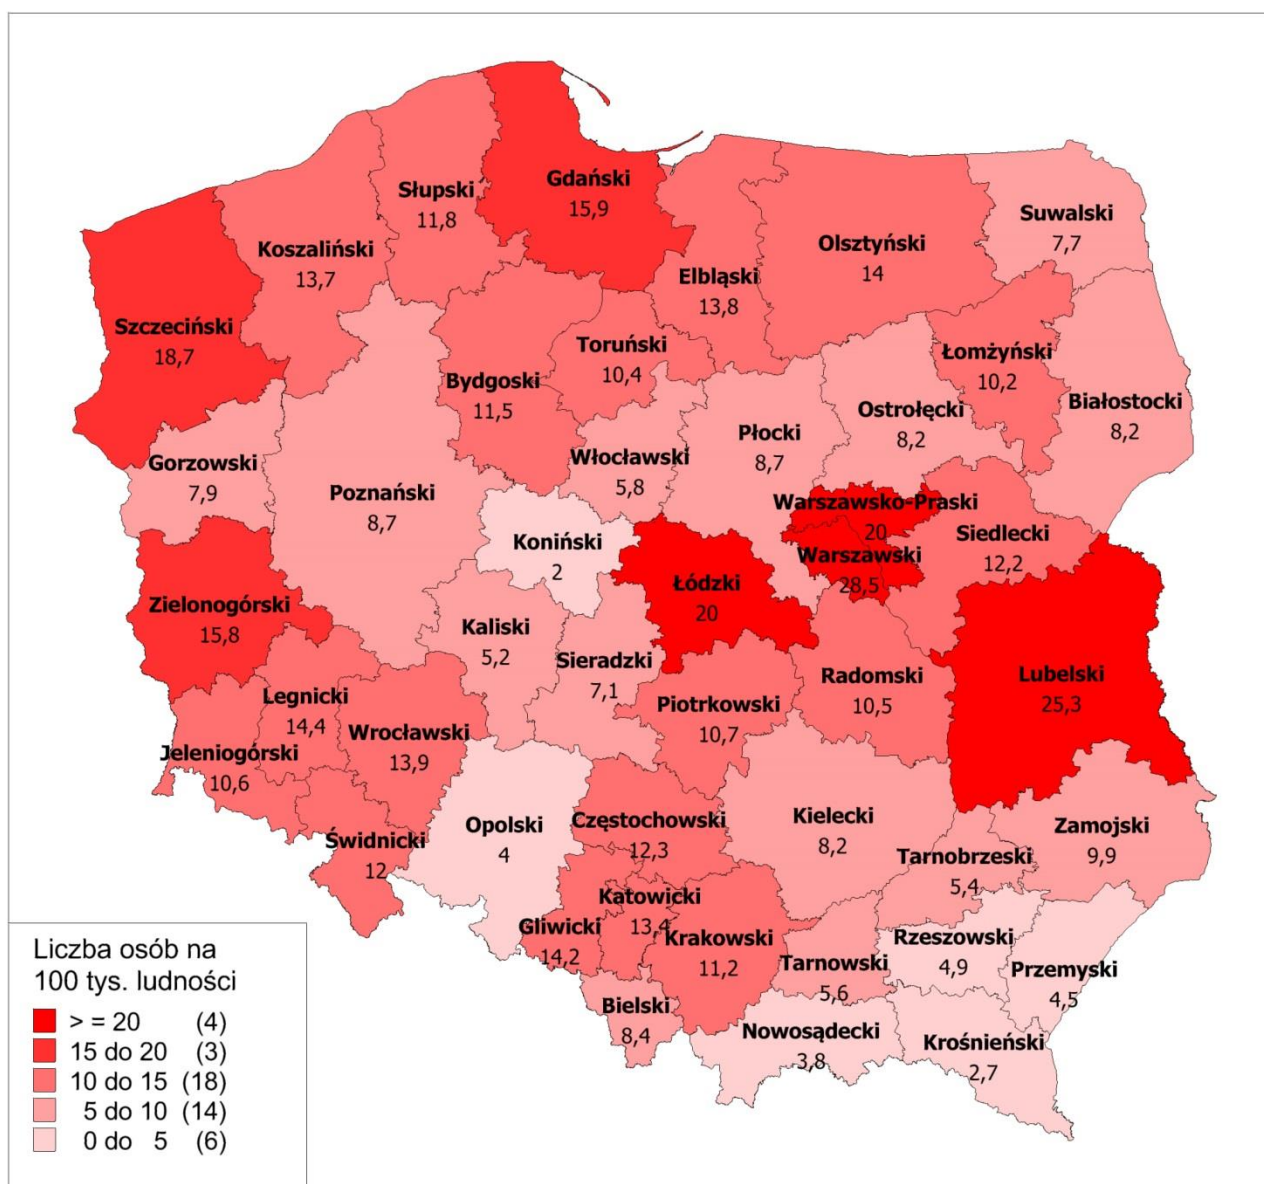 Gdański
15,9
Słupski
11,8
Suwalski
7,7
Koszaliński
13,7
Olsztyński
14
Elbląski
13,8
Szczeciński
18,7
Toruński
10,4
Łomżyński
10,2
Bydgoski
11,5
Białostocki
8,2
Ostrołęcki
8,2
Płocki
8,7
Gorzowski
7,9
Włocławski
5,8
Poznański
8,7
Warszawsko-Praski
20
Siedlecki
12,2
Koniński
2
Warszawski
28,5
Łódzki
20
Zielonogórski
15,8
Kaliski
5,2
Sieradzki
7,1
Lubelski
25,3
Radomski
10,5
Legnicki
14,4
Piotrkowski
10,7
Wrocławski
13,9
Jeleniogórski
10,6
Kielecki
8,2
Częstochowski
12,3
Opolski
4
Zamojski
9,9
Świdnicki
12
Tarnobrzeski
5,4
Katowicki
13,4
Gliwicki
14,2
Krakowski
11,2
Rzeszowski
4,9
Tarnowski
5,6
Przemyski
4,5
Bielski
8,4
Nowosądecki
3,8
Krośnieński
2,7
Liczba osób na
100 tys. ludności
> = 20 (4)
15 do 20 (3)
10 do 15 (18)
5 do 10 (14)
0 do 5 (6)